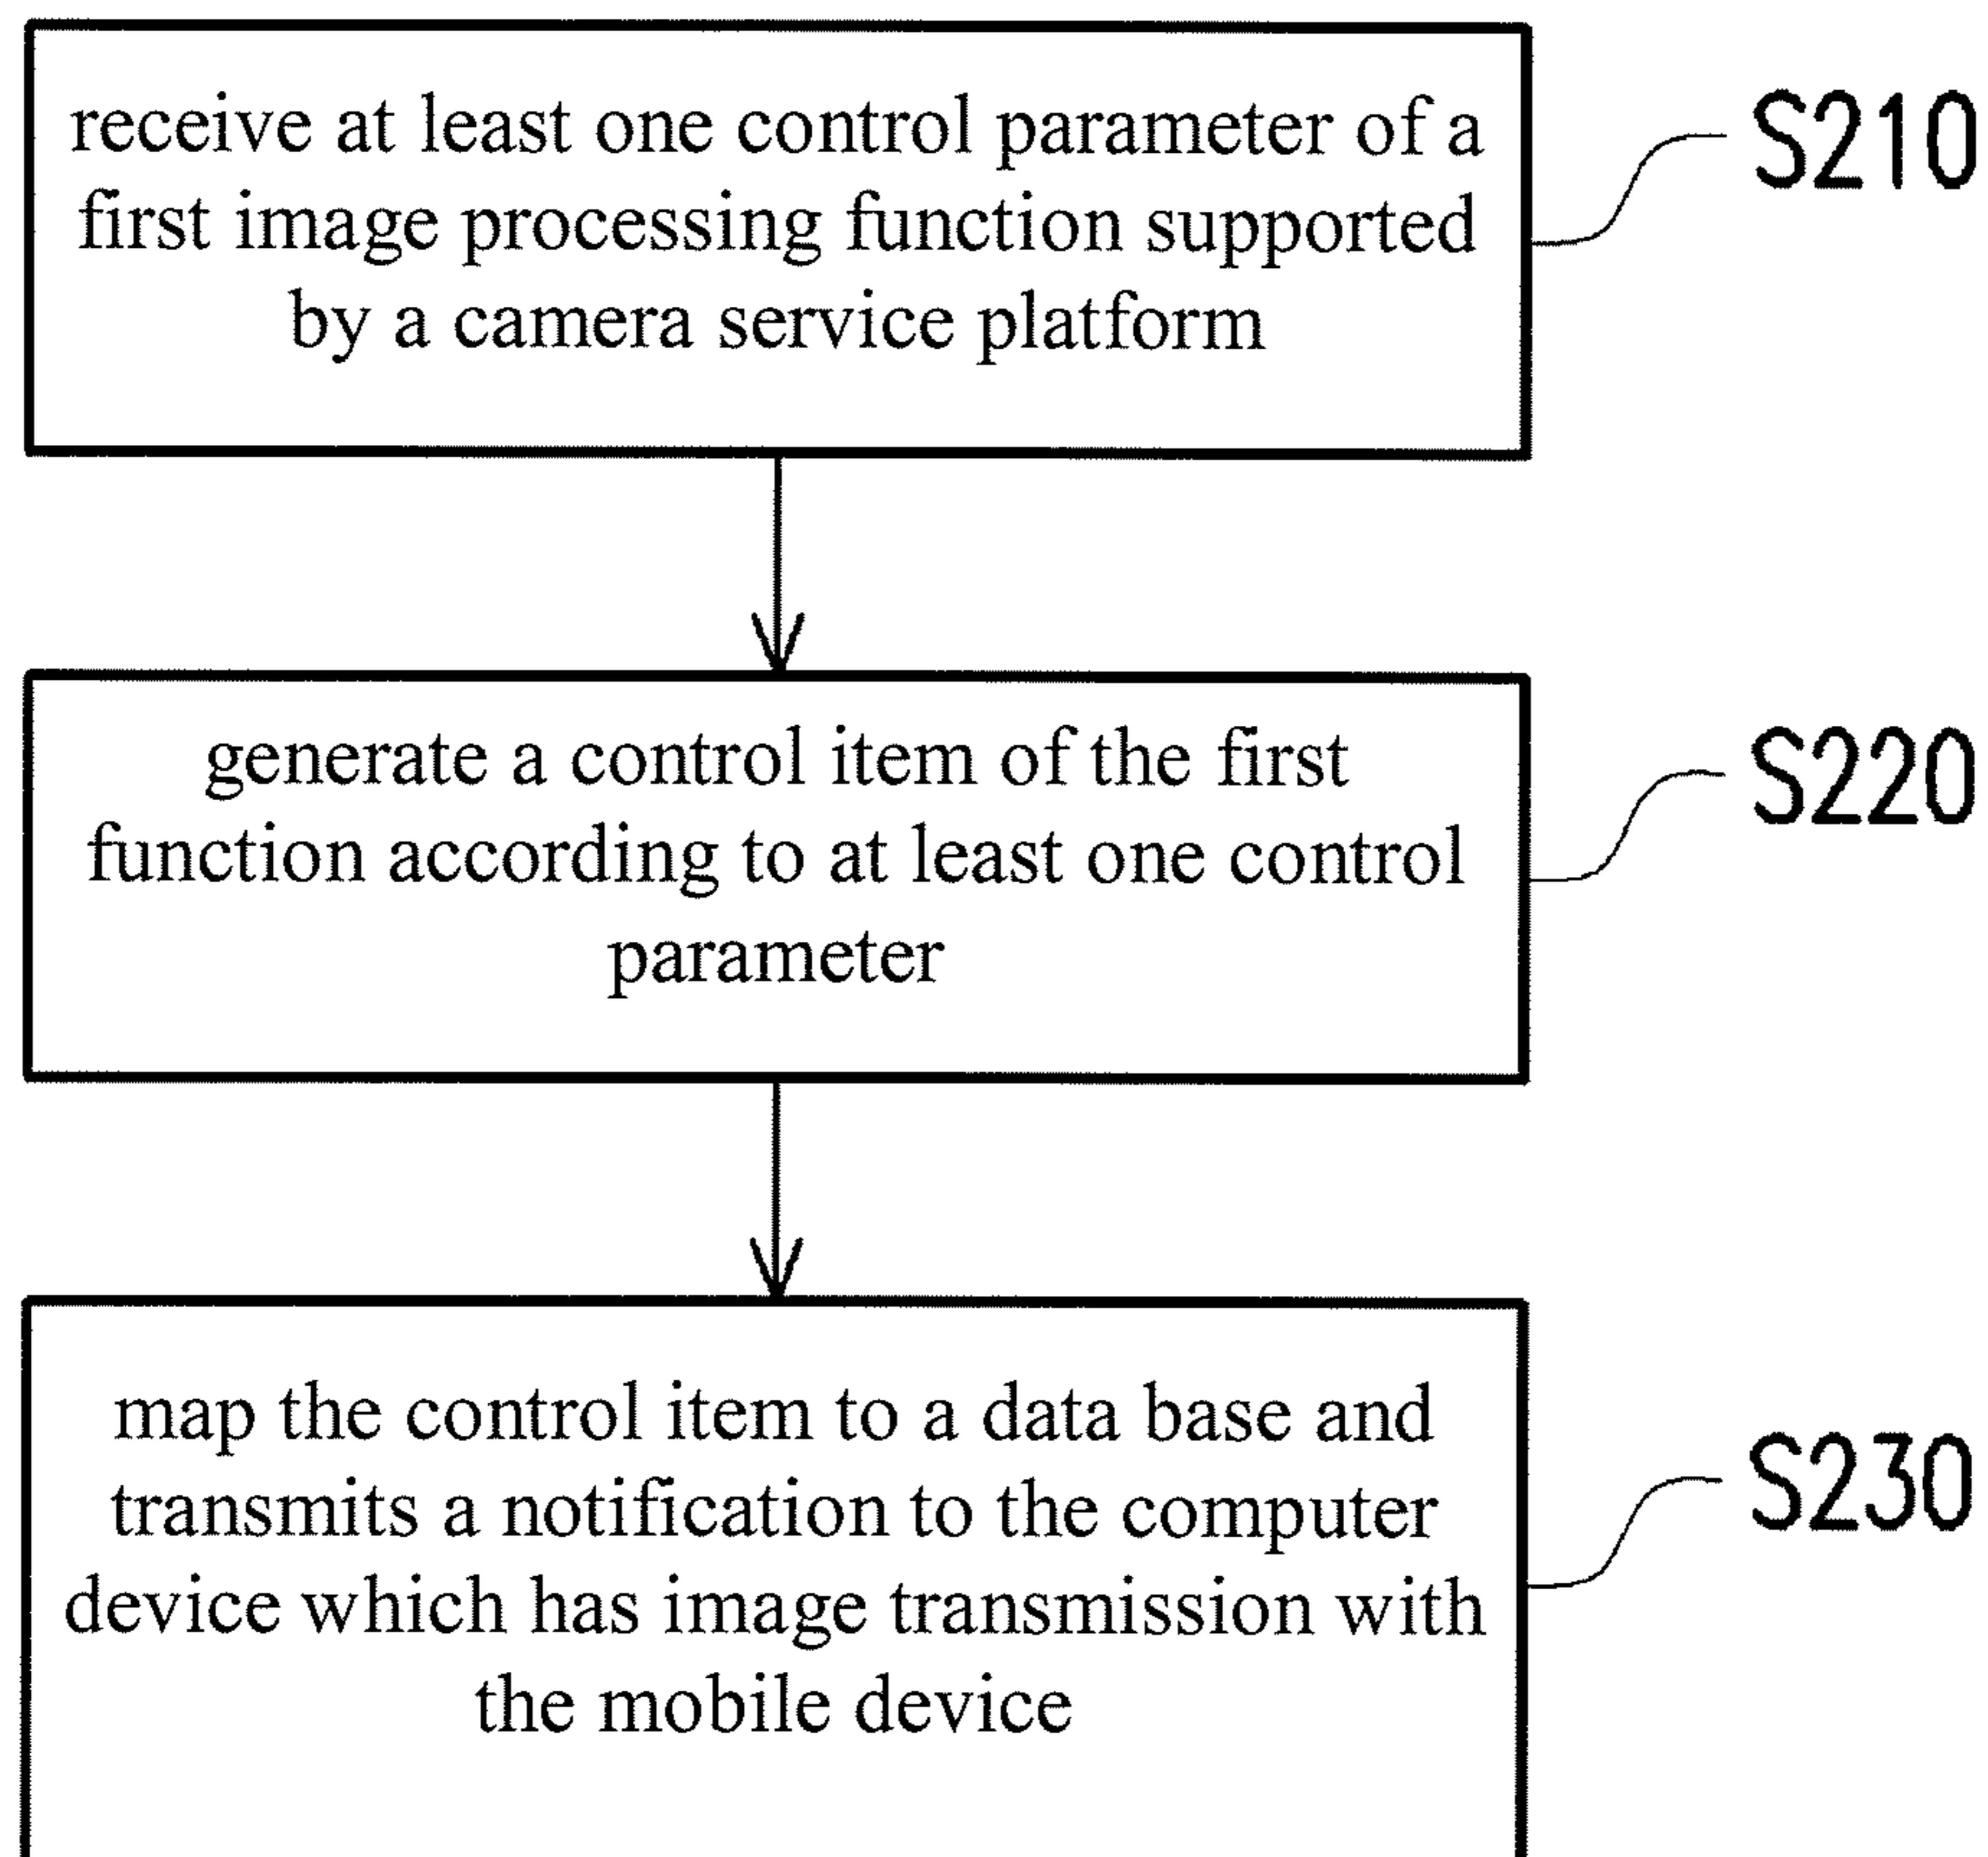 receive at least one control parameter of a
first image processing function supported
by a camera service platform
S210
generate a control item of the first
function according to at least one control
parameter
S220
map the control item to a data base and
transmits a notification to the computer
device which has image transmission with
the mobile device
S230